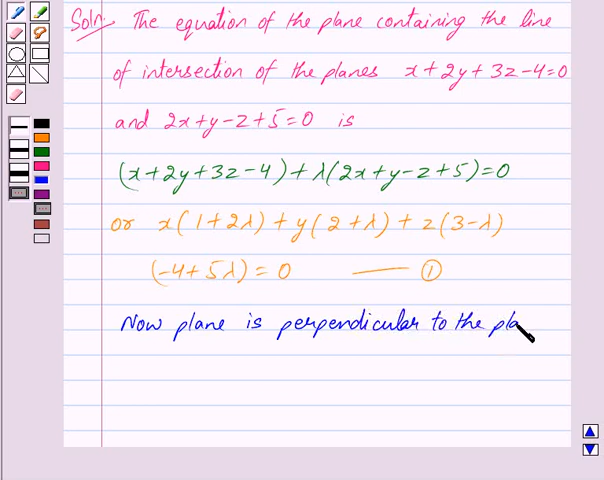 Soln. The equation of the plane containing the line
of intersection of the planes x+2y+3z-4=0
and 2x+y-z+5=0 is
(x+2y+3z-4)+λ(2x+y-z+5)=0
or x(1+2λ)+y(2+λ)+z(3-λ)
(-4+5λ)=0 —— ①
Now plane is perpendicular to the pla